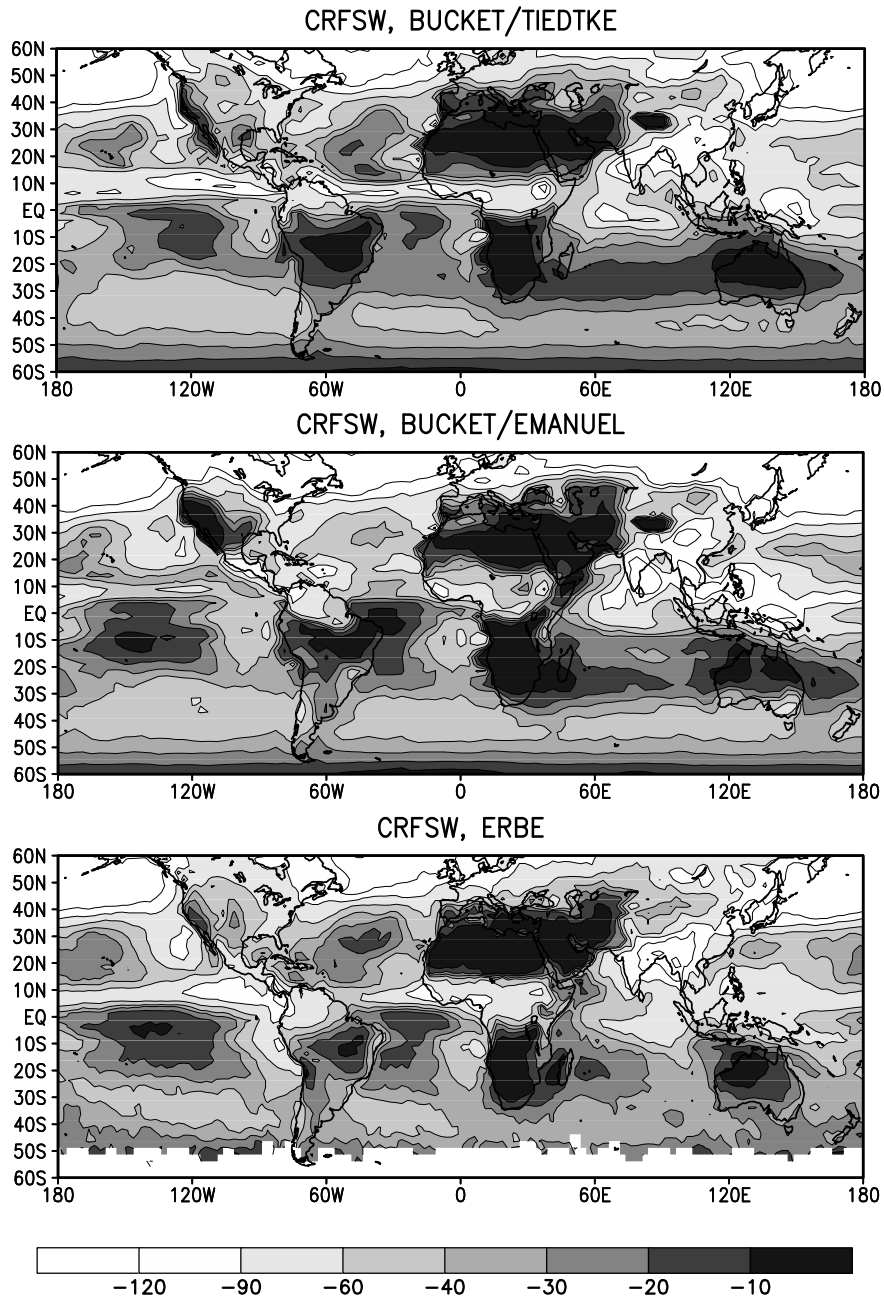 CRFSW, BUCKET/TIEDTKE
60N
50N
40N
30N
20N
10N
EQ
10S
20S
30S
40S
50S
60S
180 120W 60W 0 60E 120E 180
CRFSW, BUCKET/EMANUEL
60N
50N
40N
30N
20N
10N
EQ
10S
20S
30S
40S
50S
60S
180 120W 60W 0 60E 120E 180
CRFSW, ERBE
60N
50N
40N
30N
20N
10N
EQ
10S
20S
30S
40S
50S
60S
180 120W 60W 0 60E 120E 180
−120 −90 −60 −40 −30 −20 −10